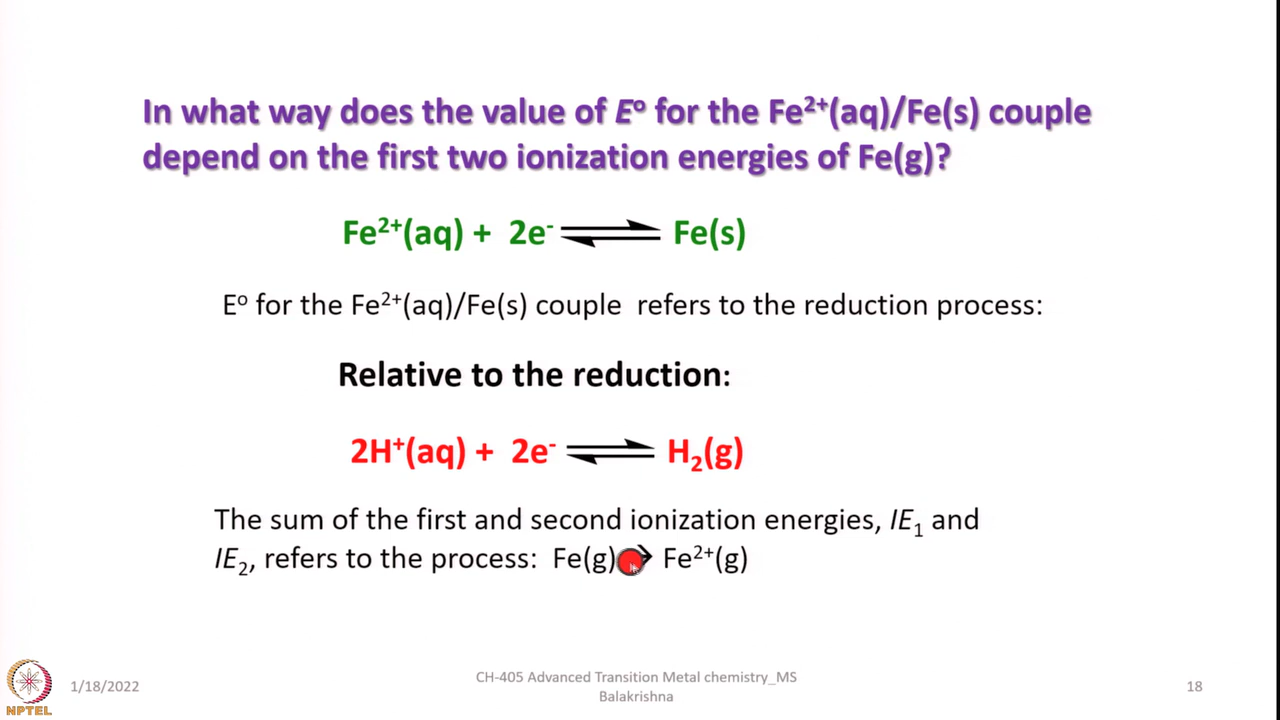 In what way does the value of Eº for the Fe²⁺(aq)/Fe(s) couple
depend on the first two ionization energies of Fe(g)?
Fe²⁺(aq) + 2e⁻ ⇌ Fe(s)
Eº for the Fe²⁺(aq)/Fe(s) couple refers to the reduction process:
Relative to the reduction:
2H⁺(aq) + 2e⁻ ⇌ H₂(g)
The sum of the first and second ionization energies, IE₁ and
IE₂, refers to the process: Fe(g) → Fe²⁺(g)
NPTEL
1/18/2022
CH-405 Advanced Transition Metal chemistry_MS
Balakrishna
18